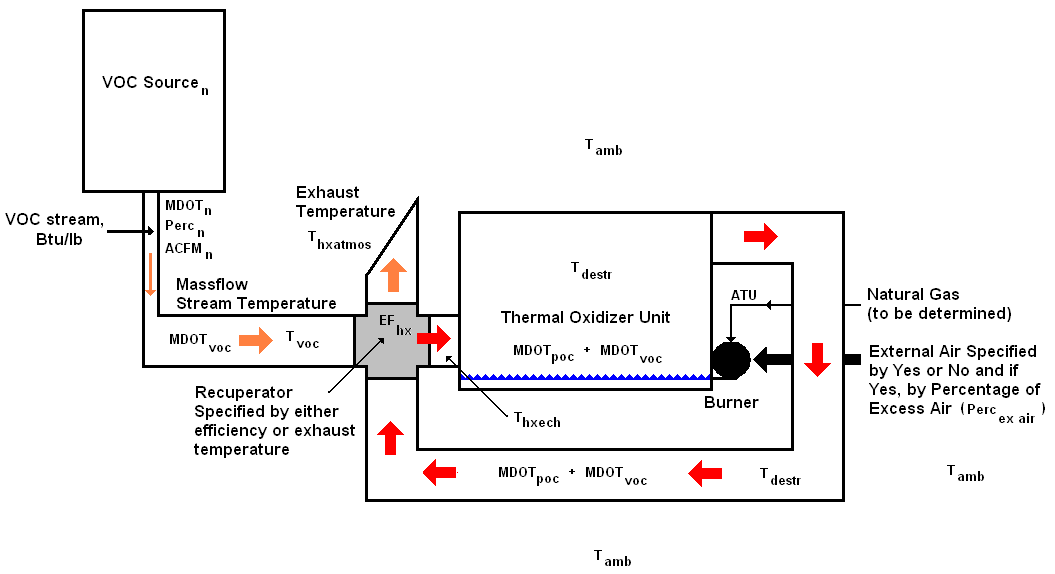 VOC Source n
T amb
MDOT n
Perc n
ACFM n
VOC stream,
Btu/lb
Exhaust
Temperature
T hxatmos
Massflow
Stream Temperature
MDOT voc
T voc
EF hx
T destr
Thermal Oxidizer Unit
MDOT poc + MDOT voc
ATU
Burner
Natural Gas
(to be determined)
External Air Specified
by Yes or No and if
Yes, by Percentage of
Excess Air (Perc ex air )
Recuperator
Specified by either
efficiency or exhaust
temperature
T hxech
MDOT poc + MDOT voc
T destr
T amb
T amb